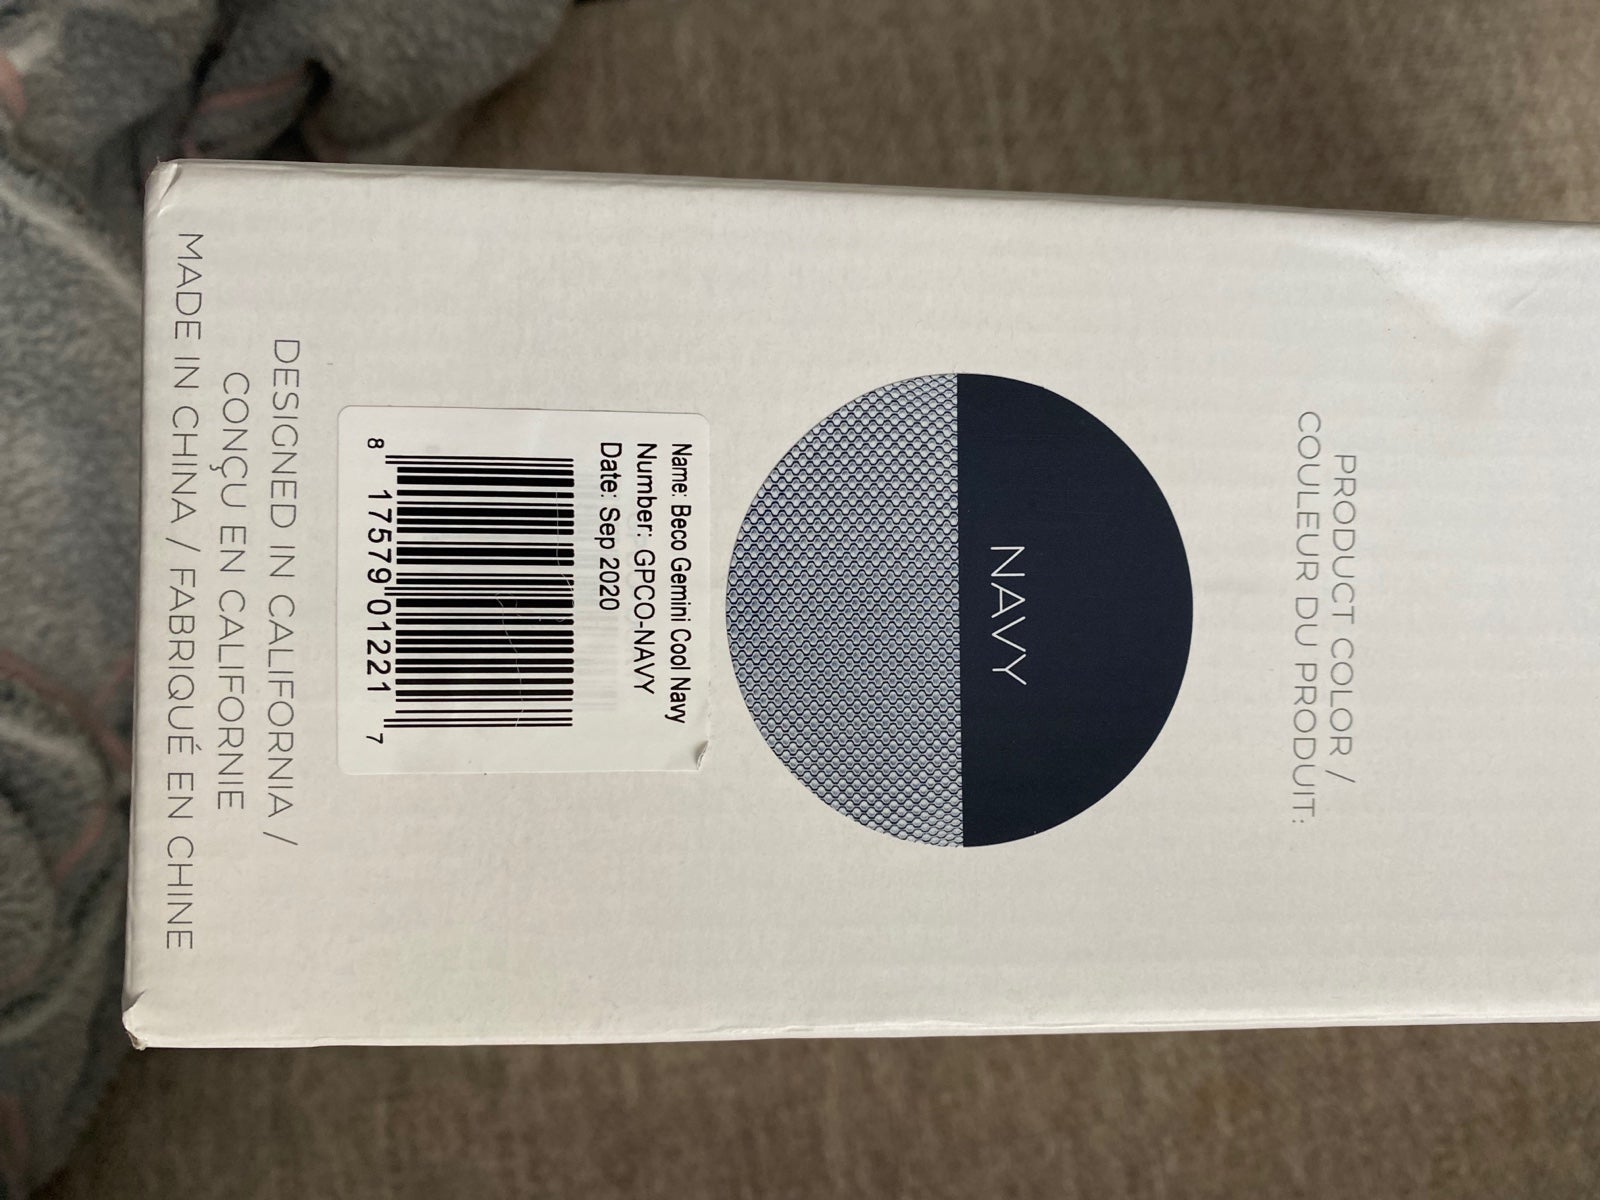 PRODUCT COLOR /
COULEUR DU PRODUIT:
NAVY
Name: Beco Gemini Cool Navy
Number: GPCO-NAVY
Date: Sep 2020
8 17579 01221 7
DESIGNED IN CALIFORNIA /
CONÇU EN CALIFORNIE
MADE IN CHINA / FABRIQUÉ EN CHINE